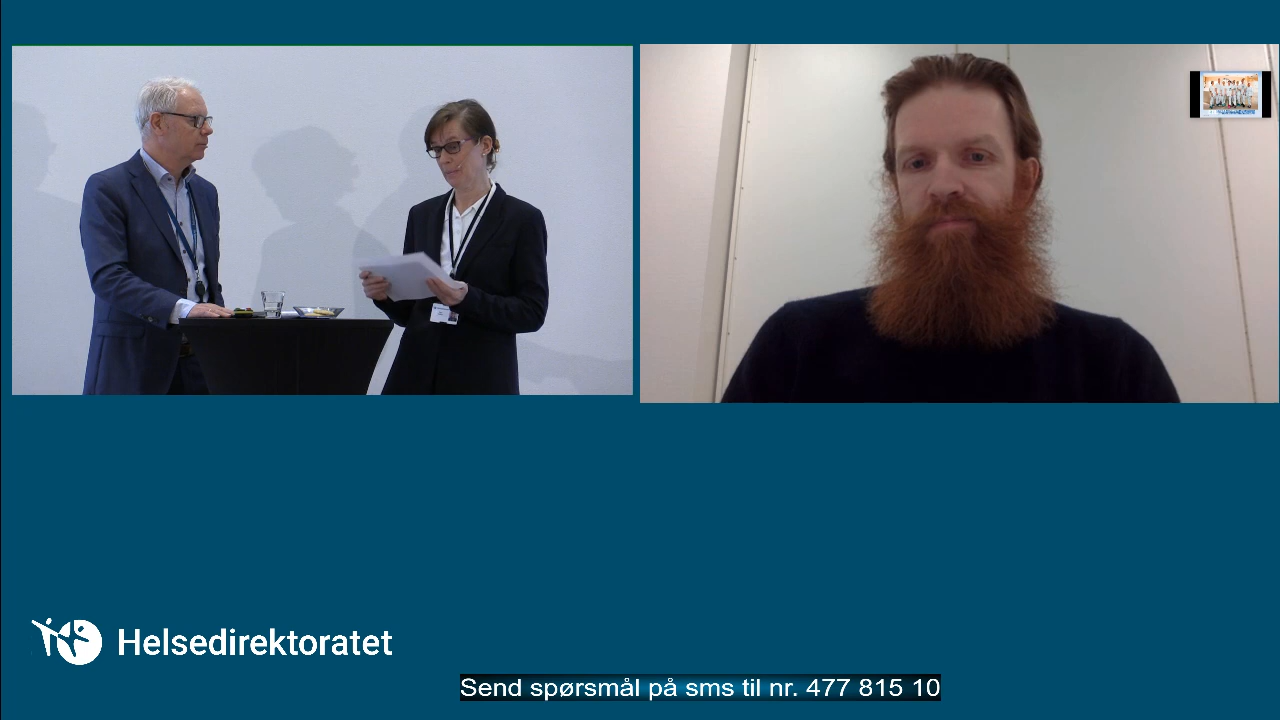 Helsedirektoratet
Send spørsmål på sms til nr. 477 815 10